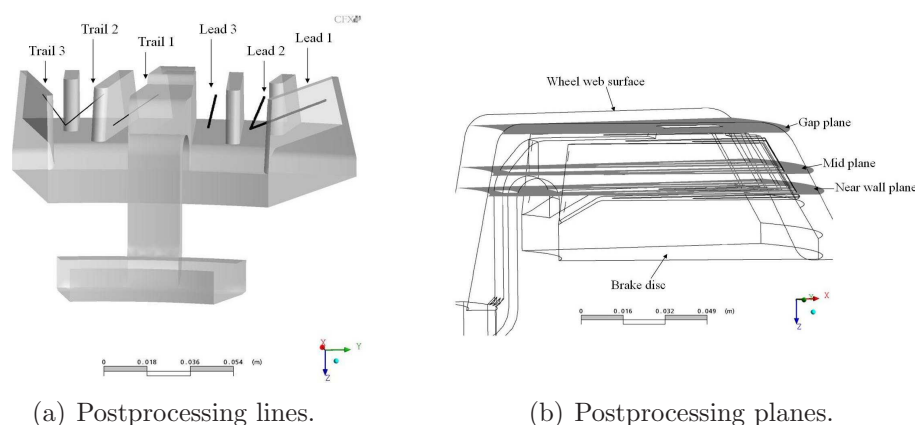 CFX
Trail 3
Trail 2
Trail 1
Lead 3
Lead 2
Lead 1
0 0.018 0.036 0.054 (m)
X
Y
Z
(a) Postprocessing lines.
Wheel web surface
Gap plane
Mid plane
Near wall plane
Brake disc
0 0.016 0.032 0.049 (m)
X
Z
(b) Postprocessing planes.